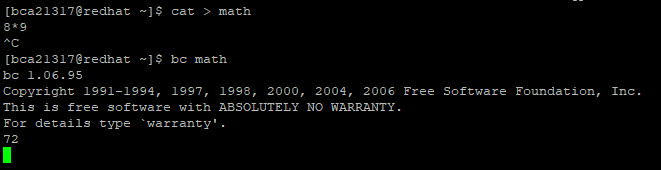 [bca21317@redhat ~]$ cat > math
8*9
^C
[bca21317@redhat ~]$ bc math
bc 1.06.95
Copyright 1991-1994, 1997, 1998, 2000, 2004, 2006 Free Software Foundation, Inc.
This is free software with ABSOLUTELY NO WARRANTY.
For details type `warranty'.
72